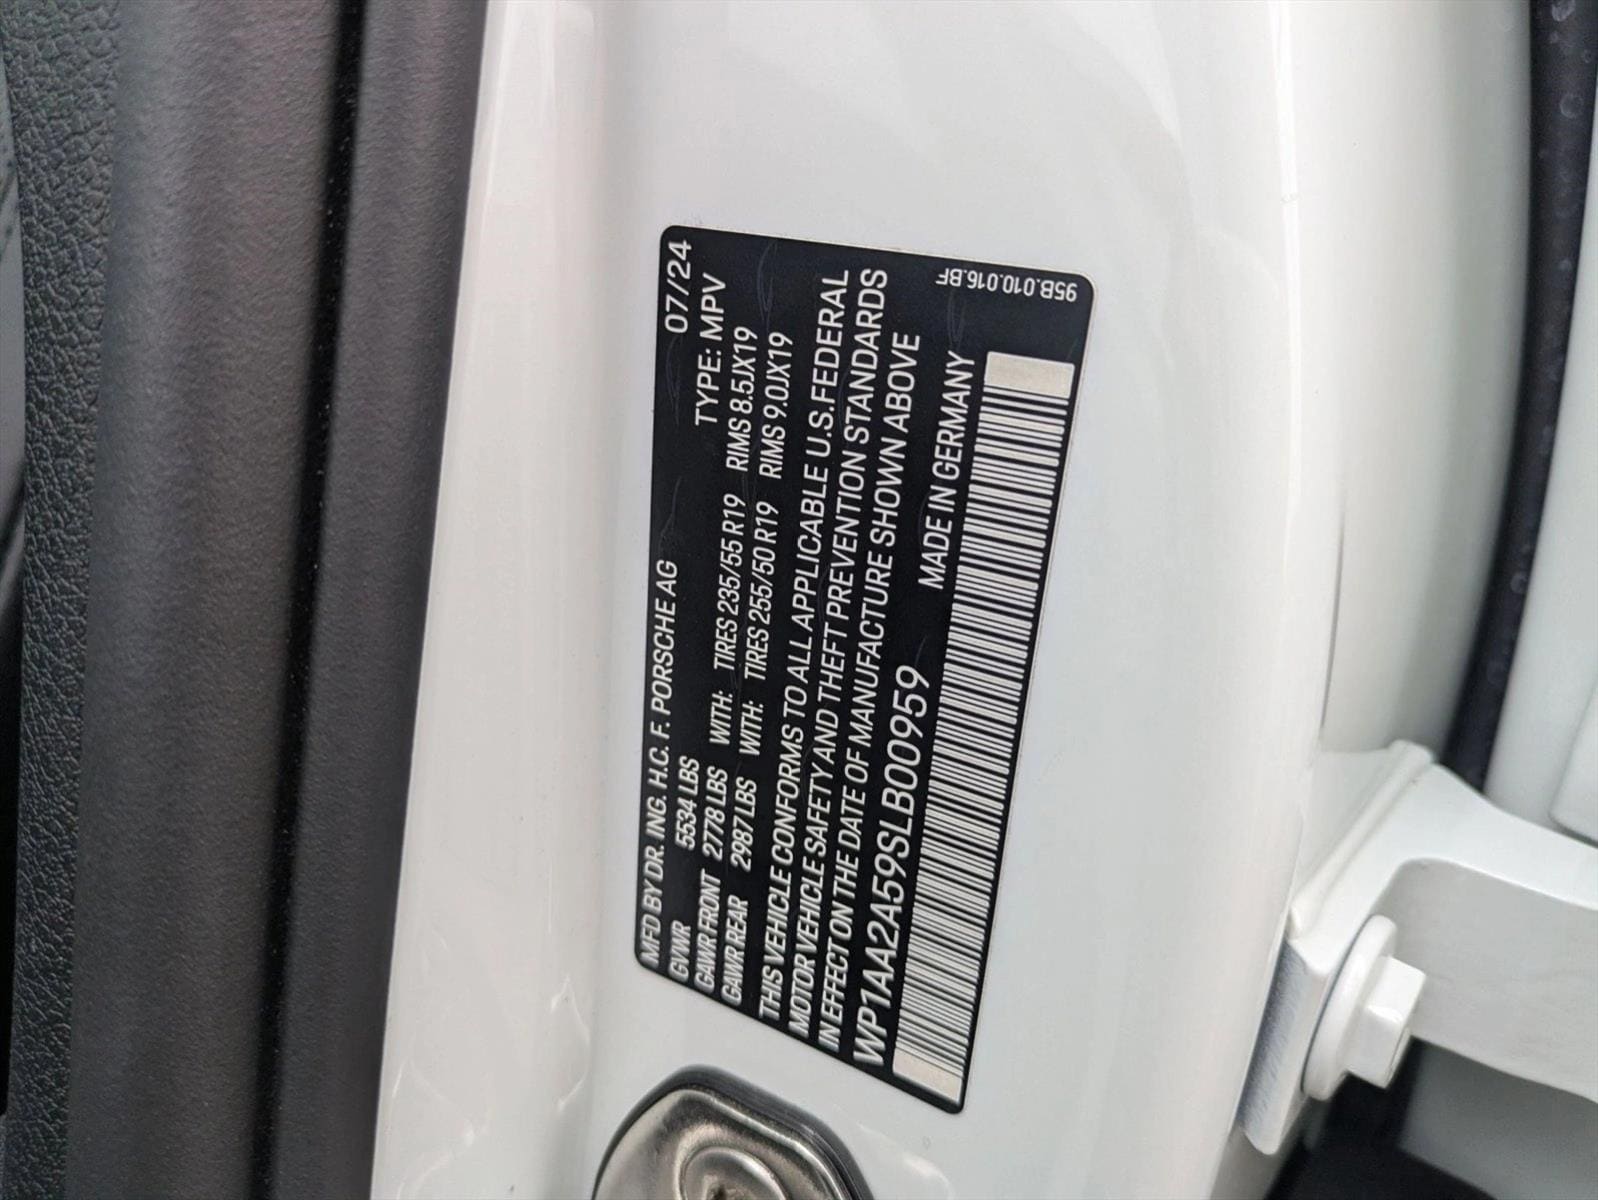 MFD BY DR. ING. H.C. F. PORSCHE AG 07/24
GVWR 5534 LBS TYPE: MPV
GAWR FRONT 2778 LBS WITH: TIRES 235/55 R19 RIMS 8.5JX19
GAWR REAR 2987 LBS WITH: TIRES 255/50 R19 RIMS 9.0JX19
THIS VEHICLE CONFORMS TO ALL APPLICABLE U.S.FEDERAL
MOTOR VEHICLE SAFETY AND THEFT PREVENTION STANDARDS
IN EFFECT ON THE DATE OF MANUFACTURE SHOWN ABOVE
WP1AA2A59SLB00959 MADE IN GERMANY
95B.010.016.BF